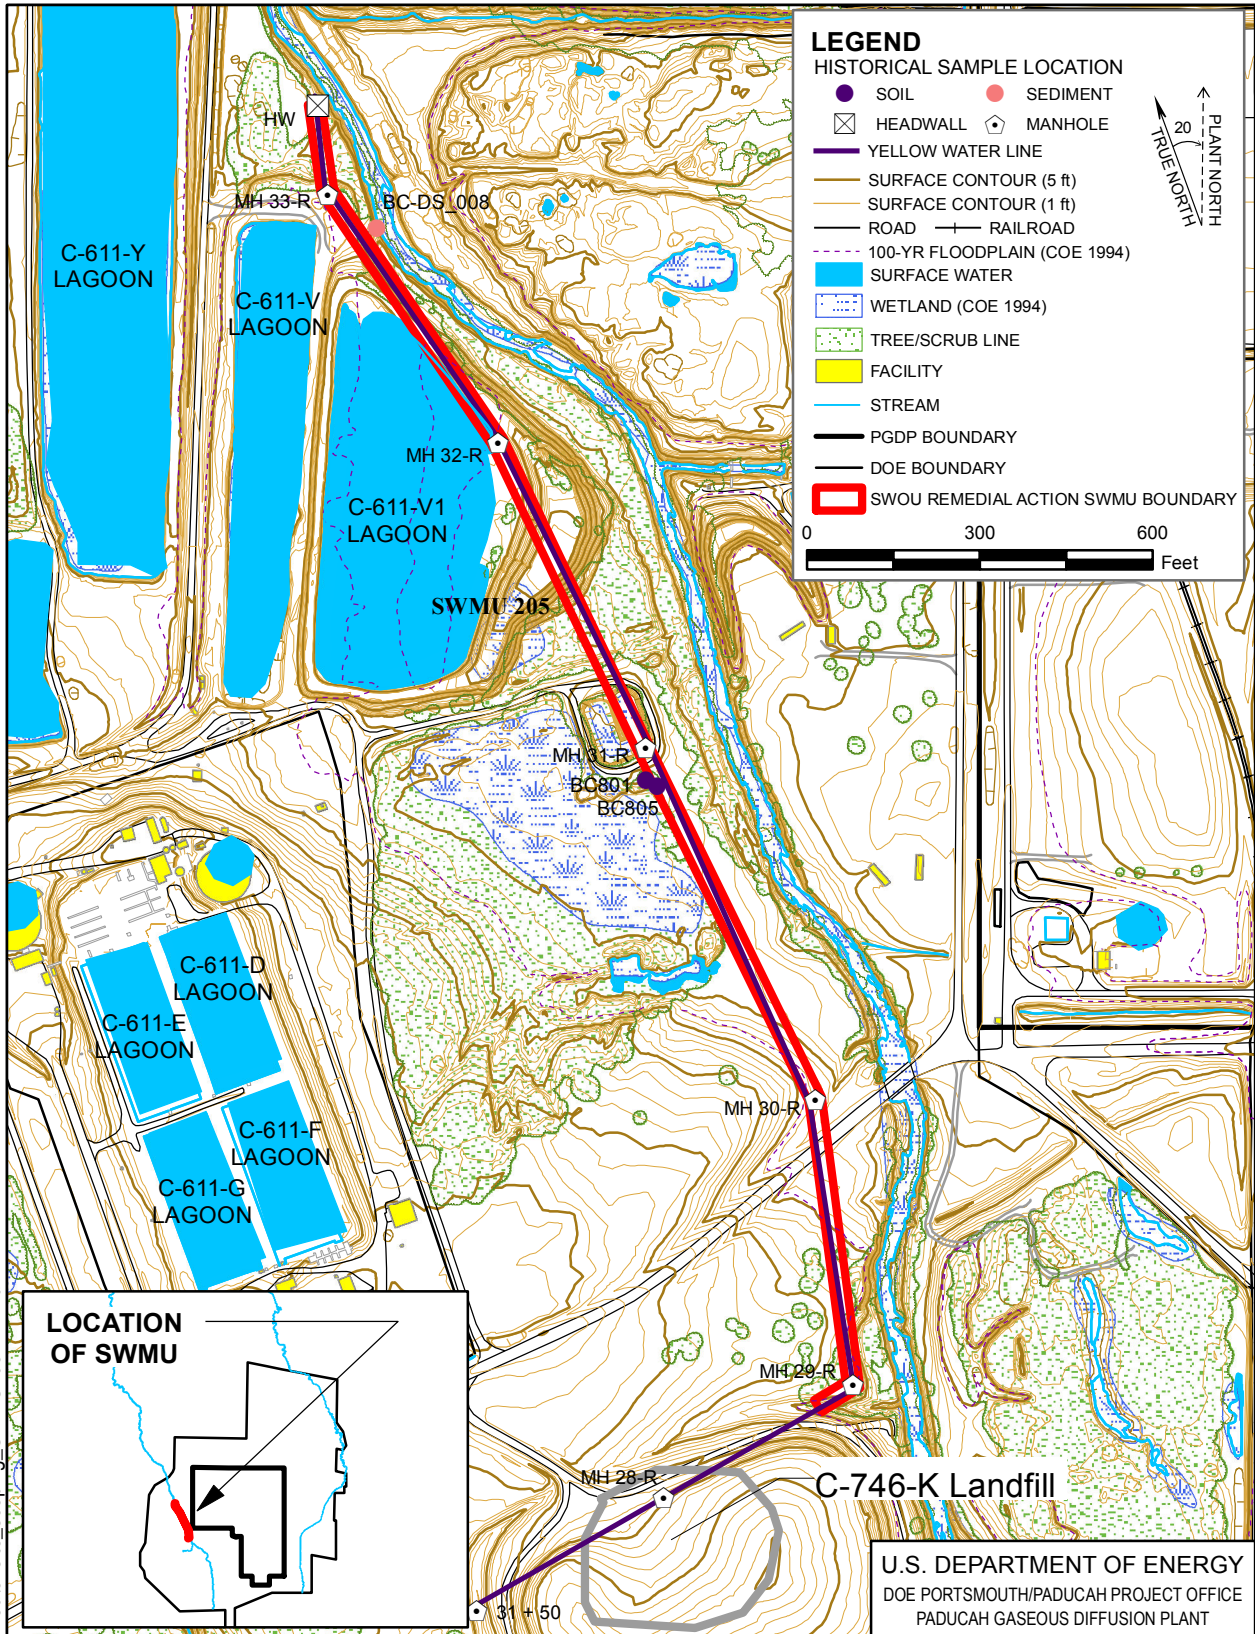 LEGEND
HISTORICAL SAMPLE LOCATION
SOIL
SEDIMENT
HEADWALL
MANHOLE
YELLOW WATER LINE
SURFACE CONTOUR (5 ft)
SURFACE CONTOUR (1 ft)
ROAD
RAILROAD
100-YR FLOODPLAIN (COE 1994)
SURFACE WATER
WETLAND (COE 1994)
TREE/SCRUB LINE
FACILITY
STREAM
PGDP BOUNDARY
DOE BOUNDARY
SWOU REMEDIAL ACTION SWMU BOUNDARY
0 300 600
Feet
20
TRUE NORTH
PLANT NORTH
HW
MH 33-R
BC-DS_008
C-611-Y
LAGOON
C-611-V
LAGOON
MH 32-R
C-611-V1
LAGOON
SWMU 205
MH 31-R
BC801
BC805
C-611-D
LAGOON
C-611-E
LAGOON
MH 30-R
C-611-F
LAGOON
C-611-G
LAGOON
LOCATION
OF SWMU
MH 29-R
MH 28-R
C-746-K Landfill
31 + 50
U.S. DEPARTMENT OF ENERGY
DOE PORTSMOUTH/PADUCAH PROJECT OFFICE
PADUCAH GASEOUS DIFFUSION PLANT